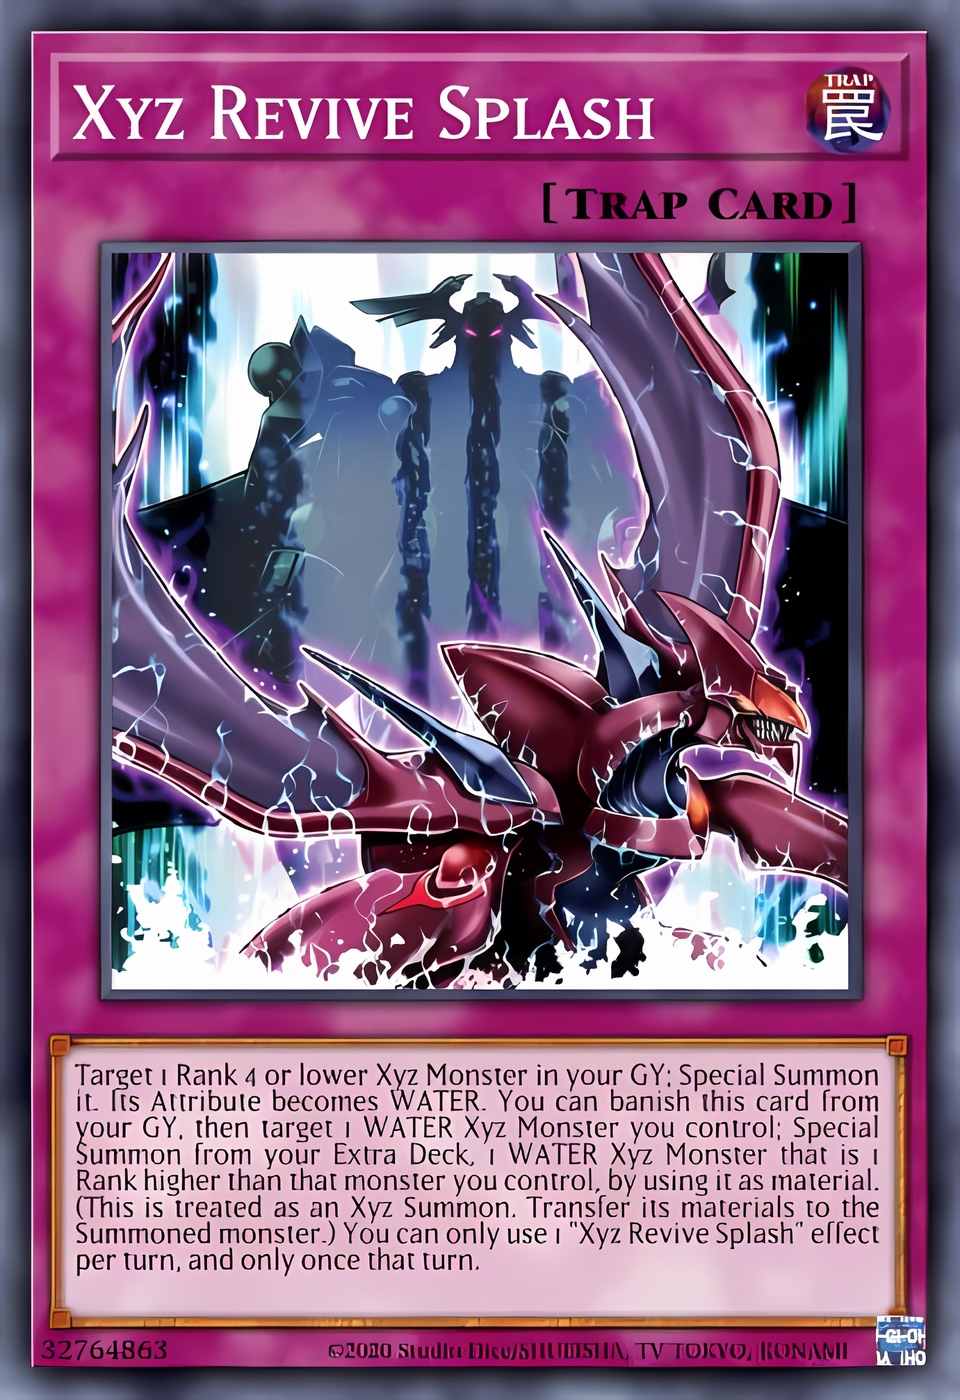 Xyz Revive Splash
TRAP
罠
[Trap Card]
Target 1 Rank 4 or lower Xyz Monster in your GY; Special Summon
it. Its Attribute becomes WATER. You can banish this card from
your GY, then target 1 WATER Xyz Monster you control; Special
Summon from your Extra Deck, 1 WATER Xyz Monster that is 1
Rank higher than that monster you control, by using it as material.
(This is treated as an Xyz Summon. Transfer its materials to the
Summoned monster.) You can only use 1 "Xyz Revive Splash" effect
per turn, and only once that turn.
32764863
©2020 Studio Dice/SHUEISHA, TV TOKYO, KONAMI